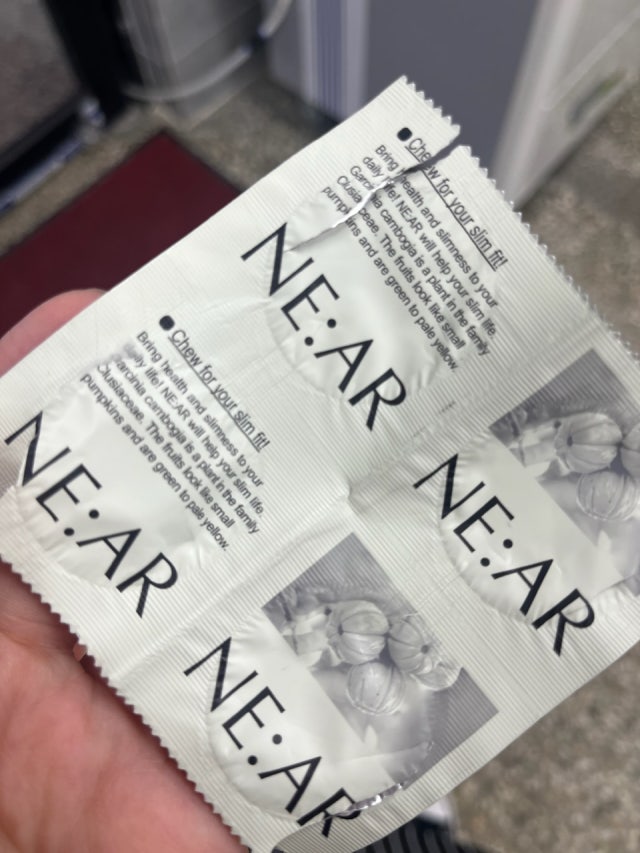 Chew for your slim fit!
Bring health and slimness to your
daily life! NE:AR will help your slim life.
Garcinia cambogia is a plant in the family
Clusiaceae. The fruits look like small
pumpkins and are green to pale yellow.
NE:AR
Chew for your slim fit!
Bring health and slimness to your
daily life! NE:AR will help your slim life.
Garcinia cambogia is a plant in the family
Clusiaceae. The fruits look like small
pumpkins and are green to pale yellow.
NE:AR
NE:AR
NE:AR